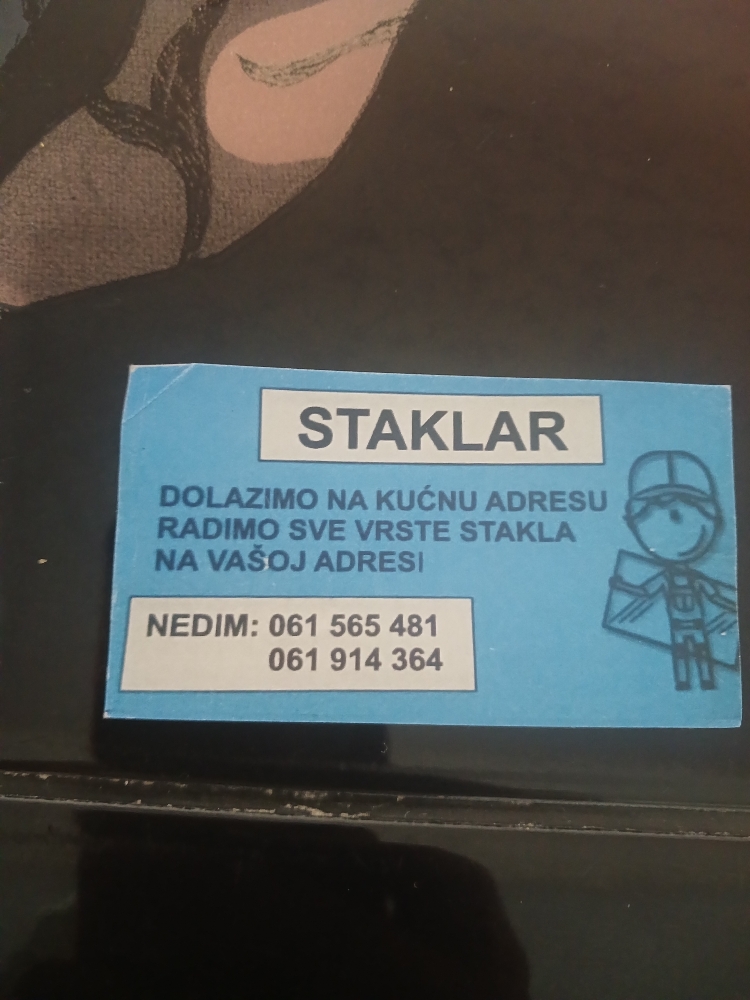 STAKLAR
DOLAZIMO NA KUĆNU ADRESU
RADIMO SVE VRSTE STAKLA
NA VAŠOJ ADRESI
NEDIM: 061 565 481
061 914 364